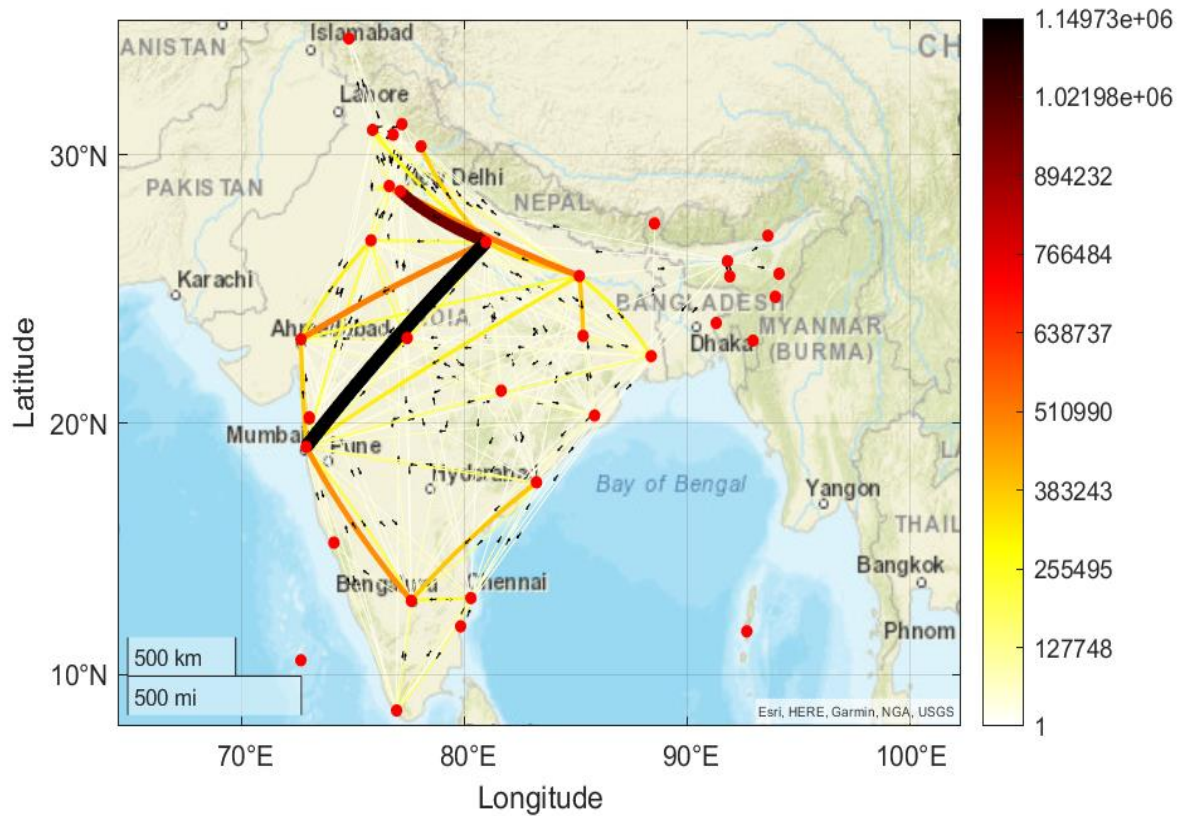 1.14973e+06
1.02198e+06
894232
766484
638737
510990
383243
255495
127748
1
Islamabad
ANISTAN
CH
Lahore
30°N
New Delhi
PAKISTAN
NEPAL
Karachi
BANGLADESH
Ahmedabad
INDIA
Dhaka
MYANMAR
(BURMA)
Latitude
20°N
Mumbai
Pune
Hyderabad
Bay of Bengal
Yangon
LA
THAIL
Bangkok
Bengaluru
Chennai
Phnom
10°N
500 km
500 mi
Esri, HERE, Garmin, NGA, USGS
70°E
80°E
90°E
100°E
Longitude